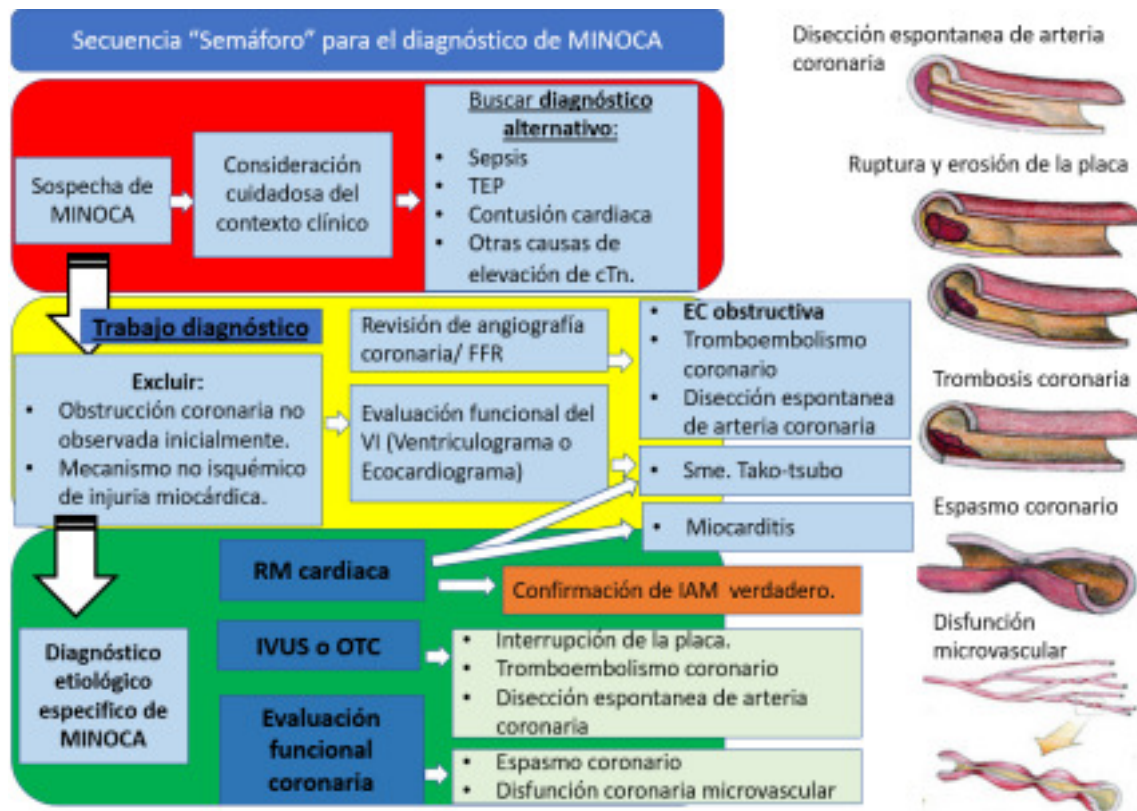 Secuencia “Semáforo” para el diagnóstico de MINOCA
Sospecha de
MINOCA
Consideración
cuidadosa del
contexto clínico
Buscar diagnóstico
alternativo:
• Sepsis
• TEP
• Contusión cardiaca
• Otras causas de
elevación de cTn.
Trabajo diagnóstico
Excluir:
• Obstrucción coronaria no
observada inicialmente.
• Mecanismo no isquémico
de injuria miocárdica.
Revisión de angiografía
coronaria/ FFR
Evaluación funcional del
VI (Ventriculograma o
Ecocardiograma)
• EC obstructiva
• Tromboembolismo
coronario
• Disección espontanea
de arteria coronaria
• Sme. Tako-tsubo
• Miocarditis
Diagnóstico
etiológico
especifico de
MINOCA
RM cardiaca
Confirmación de IAM verdadero.
IVUS o OTC
• Interrupción de la placa.
• Tromboembolismo coronario
• Disección espontanea de arteria
coronaria
Evaluación
funcional
coronaria
• Espasmo coronario
• Disfunción coronaria microvascular
Disección espontanea de arteria
coronaria
Ruptura y erosión de la placa
Trombosis coronaria
Espasmo coronario
Disfunción
microvascular